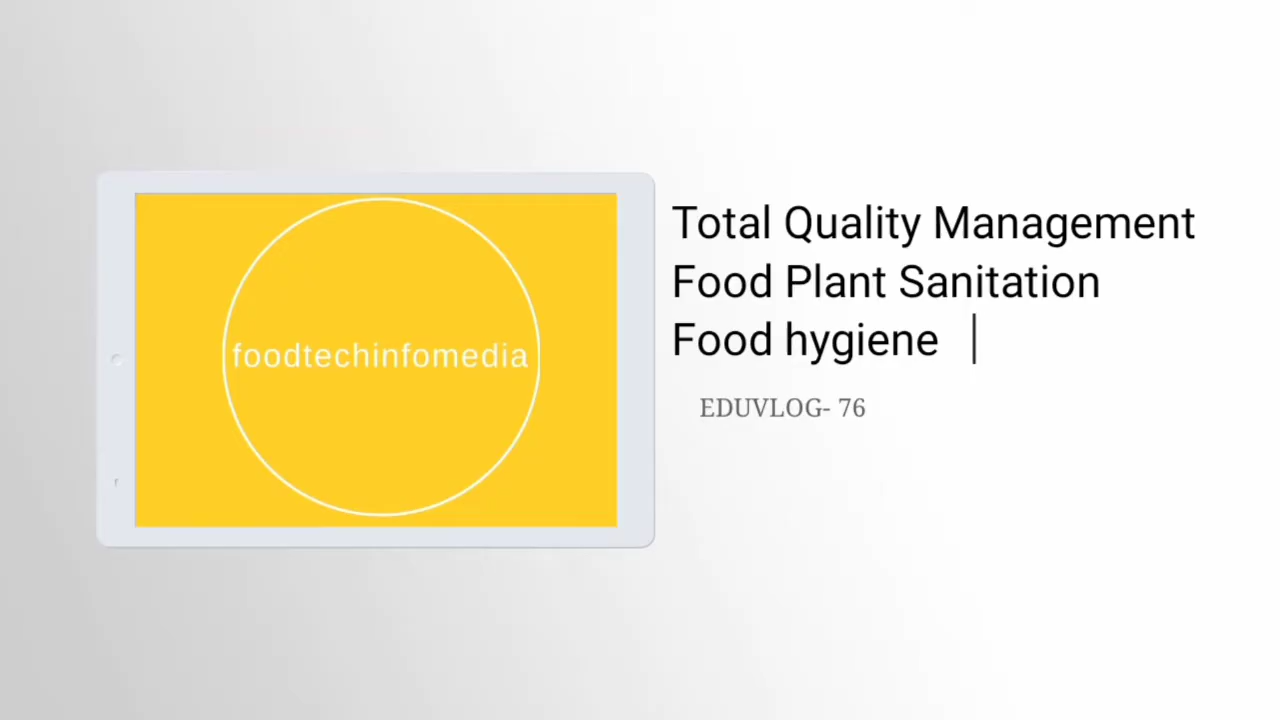 foodtechinfomedia
Total Quality Management
Food Plant Sanitation
Food hygiene
EDUVLOG- 76